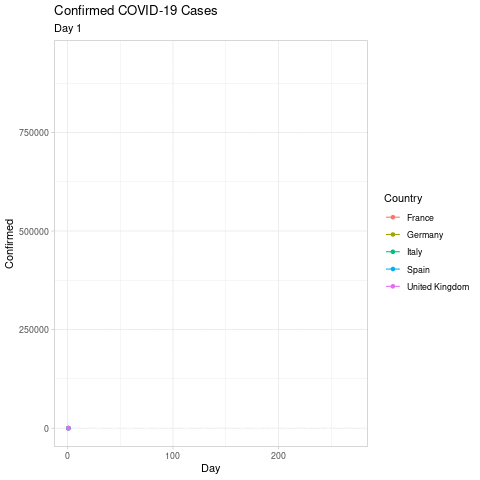 Confirmed COVID-19 Cases
Day 1
Confirmed
750000
500000
250000
0
0
100
200
Day
Country
France
Germany
Italy
Spain
United Kingdom